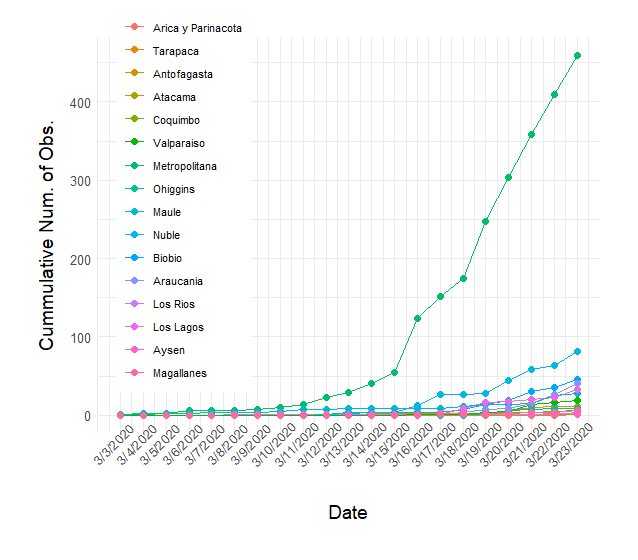 Arica y Parinacota
Tarapaca
Antofagasta
Atacama
Coquimbo
Valparaiso
Metropolitana
Ohiggins
Maule
Nuble
Biobio
Araucania
Los Rios
Los Lagos
Aysen
Magallanes
Cummulative Num. of Obs.
400
300
200
100
0
3/3/2020
3/4/2020
3/5/2020
3/6/2020
3/7/2020
3/8/2020
3/9/2020
3/10/2020
3/11/2020
3/12/2020
3/13/2020
3/14/2020
3/15/2020
3/16/2020
3/17/2020
3/18/2020
3/19/2020
3/20/2020
3/21/2020
3/22/2020
3/23/2020
Date